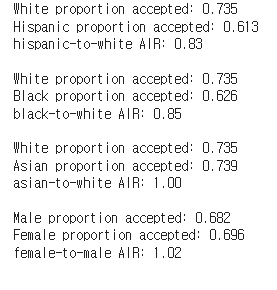 White proportion accepted: 0.735
Hispanic proportion accepted: 0.613
hispanic-to-white AIR: 0.83
White proportion accepted: 0.735
Black proportion accepted: 0.626
black-to-white AIR: 0.85
White proportion accepted: 0.735
Asian proportion accepted: 0.739
asian-to-white AIR: 1.00
Male proportion accepted: 0.682
Female proportion accepted: 0.696
female-to-male AIR: 1.02